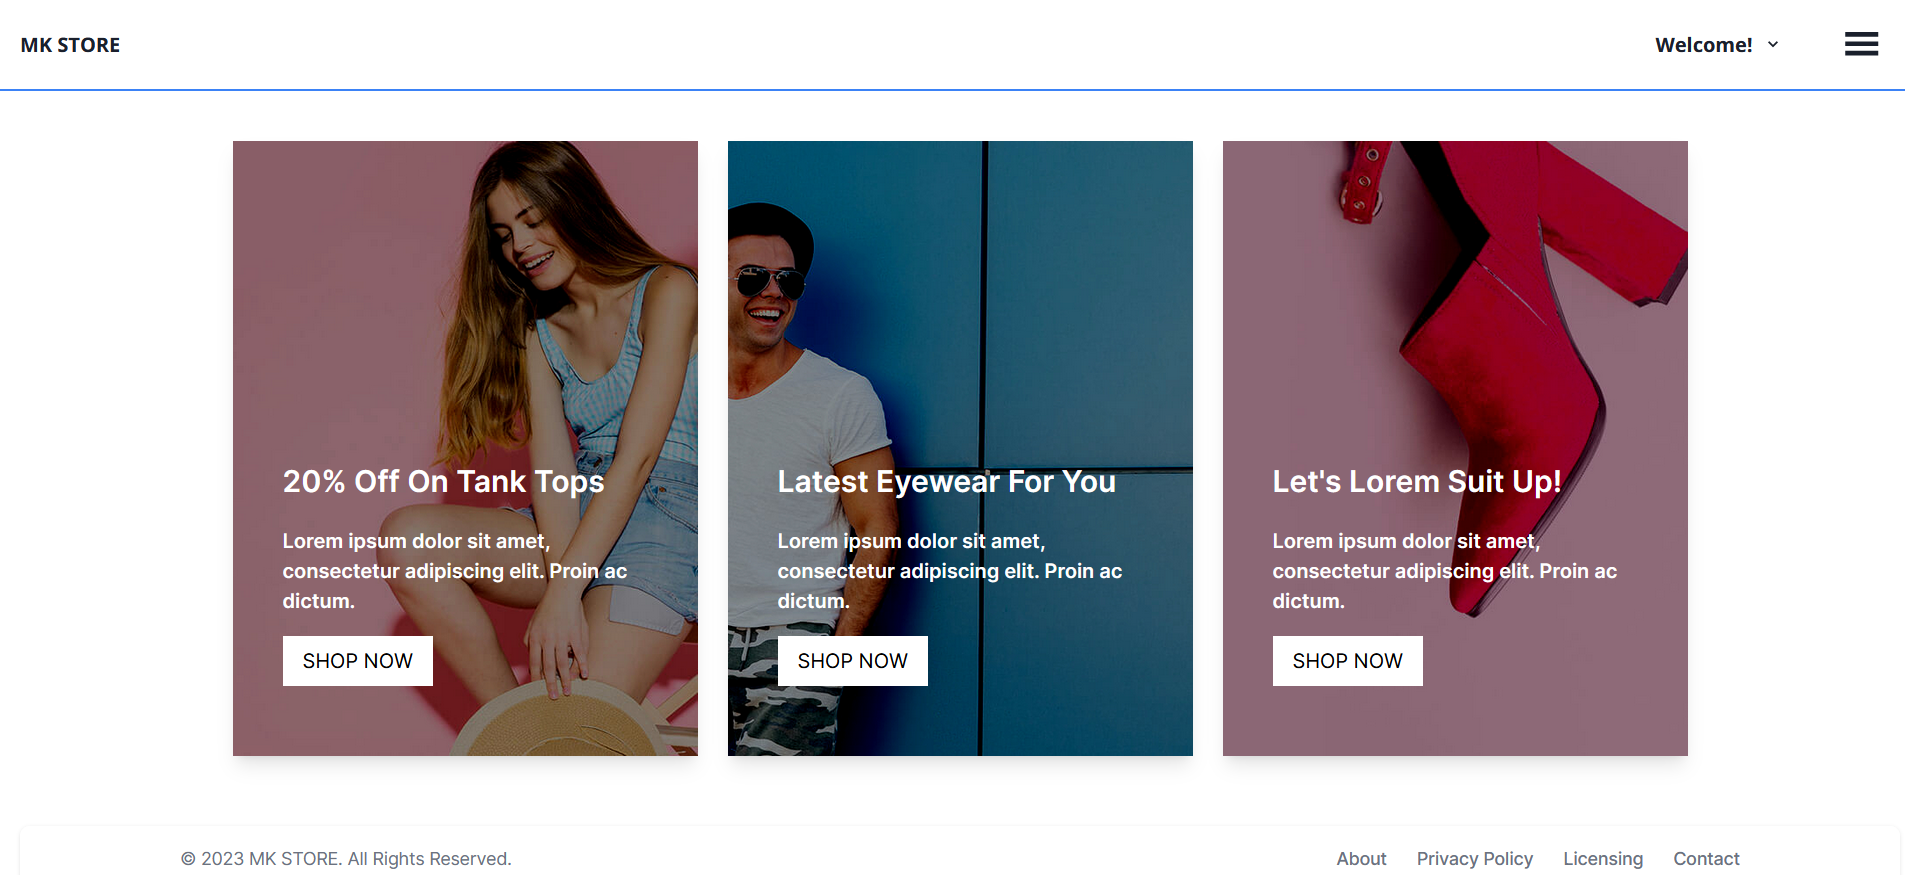 MK STORE
Welcome!
20% Off On Tank Tops
Lorem ipsum dolor sit amet,
consectetur adipiscing elit. Proin ac
dictum.
SHOP NOW
Latest Eyewear For You
Lorem ipsum dolor sit amet,
consectetur adipiscing elit. Proin ac
dictum.
SHOP NOW
Let's Lorem Suit Up!
Lorem ipsum dolor sit amet,
consectetur adipiscing elit. Proin ac
dictum.
SHOP NOW
© 2023 MK STORE. All Rights Reserved.
About
Privacy Policy
Licensing
Contact